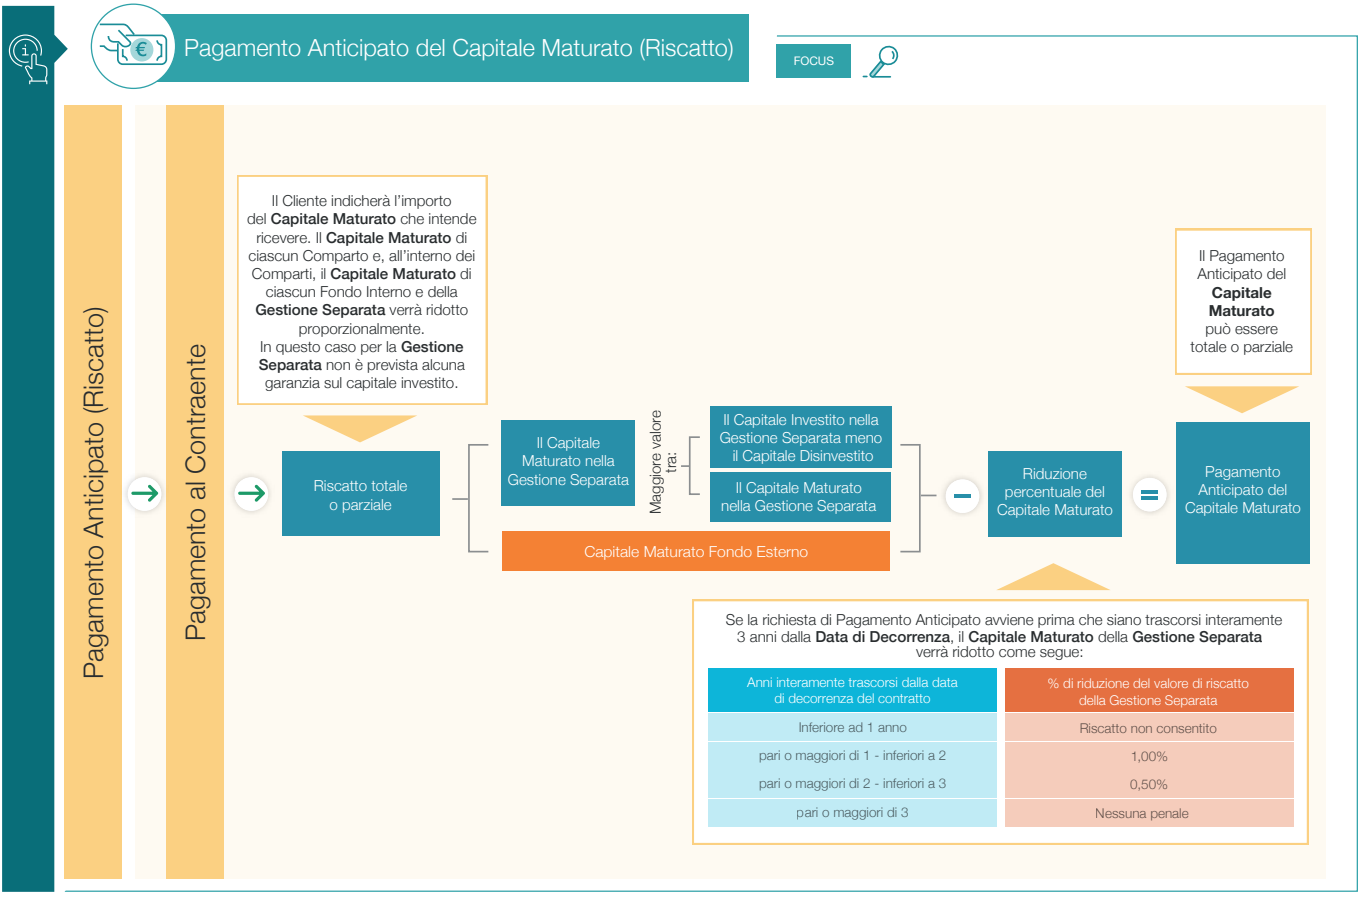 Pagamento Anticipato del Capitale Maturato (Riscatto)
FOCUS
i
€
Pagamento Anticipato (Riscatto)
Pagamento al Contraente
Il Cliente indicherà l'importo
del Capitale Maturato che intende
ricevere. Il Capitale Maturato di
ciascun Comparto e, all'interno dei
Comparti, il Capitale Maturato di
ciascun Fondo Interno e della
Gestione Separata verrà ridotto
proporzionalmente.
In questo caso per la Gestione
Separata non è prevista alcuna
garanzia sul capitale investito.
Riscatto totale
o parziale
Il Capitale
Maturato nella
Gestione Separata
Maggiore valore
tra:
Il Capitale Investito nella
Gestione Separata meno
il Capitale Disinvestito
Il Capitale Maturato
nella Gestione Separata
Capitale Maturato Fondo Esterno
Riduzione
percentuale del
Capitale Maturato
Il Pagamento
Anticipato del
Capitale
Maturato
può essere
totale o parziale
Pagamento
Anticipato del
Capitale Maturato
Se la richiesta di Pagamento Anticipato avviene prima che siano trascorsi interamente
3 anni dalla Data di Decorrenza, il Capitale Maturato della Gestione Separata
verrà ridotto come segue:
Anni interamente trascorsi dalla data
di decorrenza del contratto
% di riduzione del valore di riscatto
della Gestione Separata
Inferiore ad 1 anno
Riscatto non consentito
pari o maggiori di 1 - inferiori a 2
1,00%
pari o maggiori di 2 - inferiori a 3
0,50%
pari o maggiori di 3
Nessuna penale